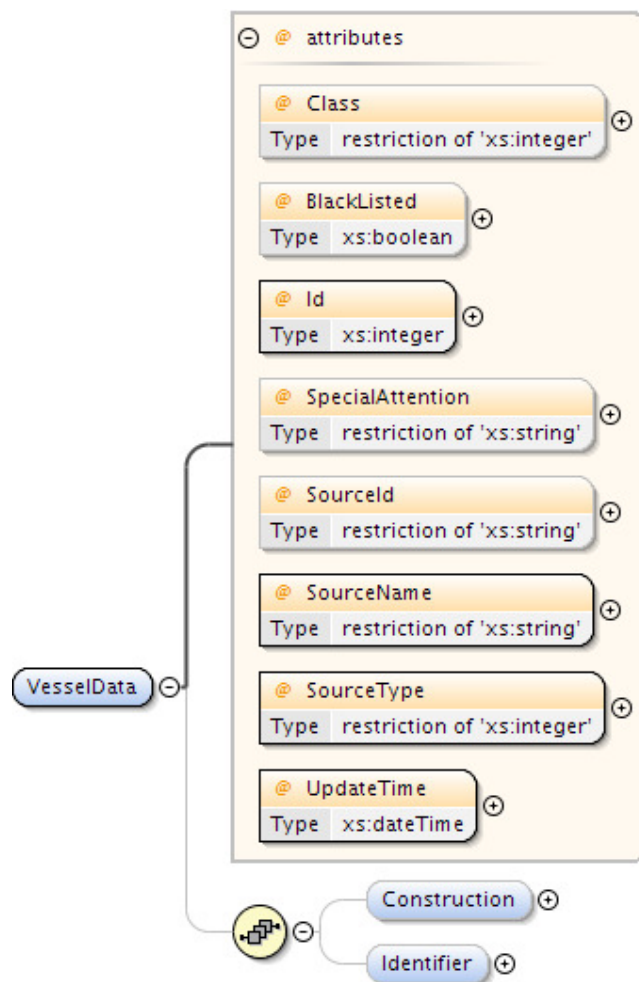 @ attributes
@ Class
Type restriction of 'xs:integer'
@ BlackListed
Type xs:boolean
@ Id
Type xs:integer
@ SpecialAttention
Type restriction of 'xs:string'
@ SourceId
Type restriction of 'xs:string'
@ SourceName
Type restriction of 'xs:string'
VesselData
@ SourceType
Type restriction of 'xs:integer'
@ UpdateTime
Type xs:dateTime
Construction
Identifier